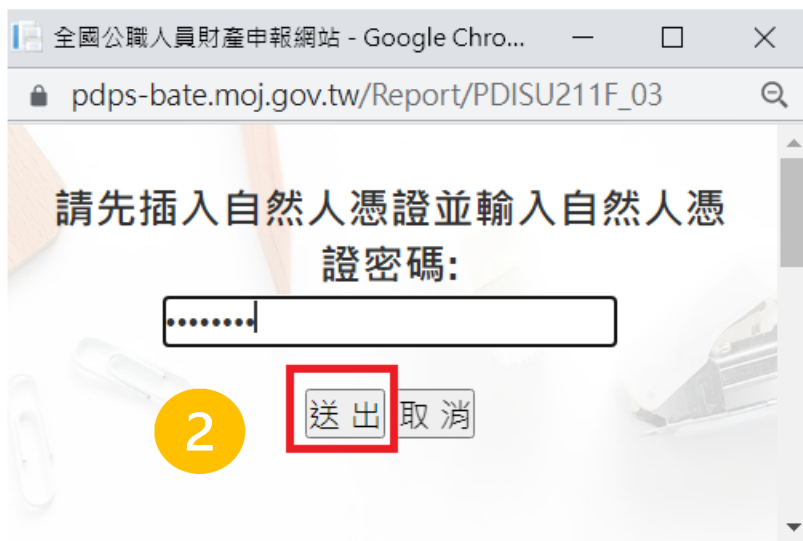 全國公職人員財產申報網站 - Google Chro...
pdps-bate.moj.gov.tw/Report/PDISU211F_03
請先插入自然人憑證並輸入自然人憑
證密碼:
••••••••
2
送 出 取 消